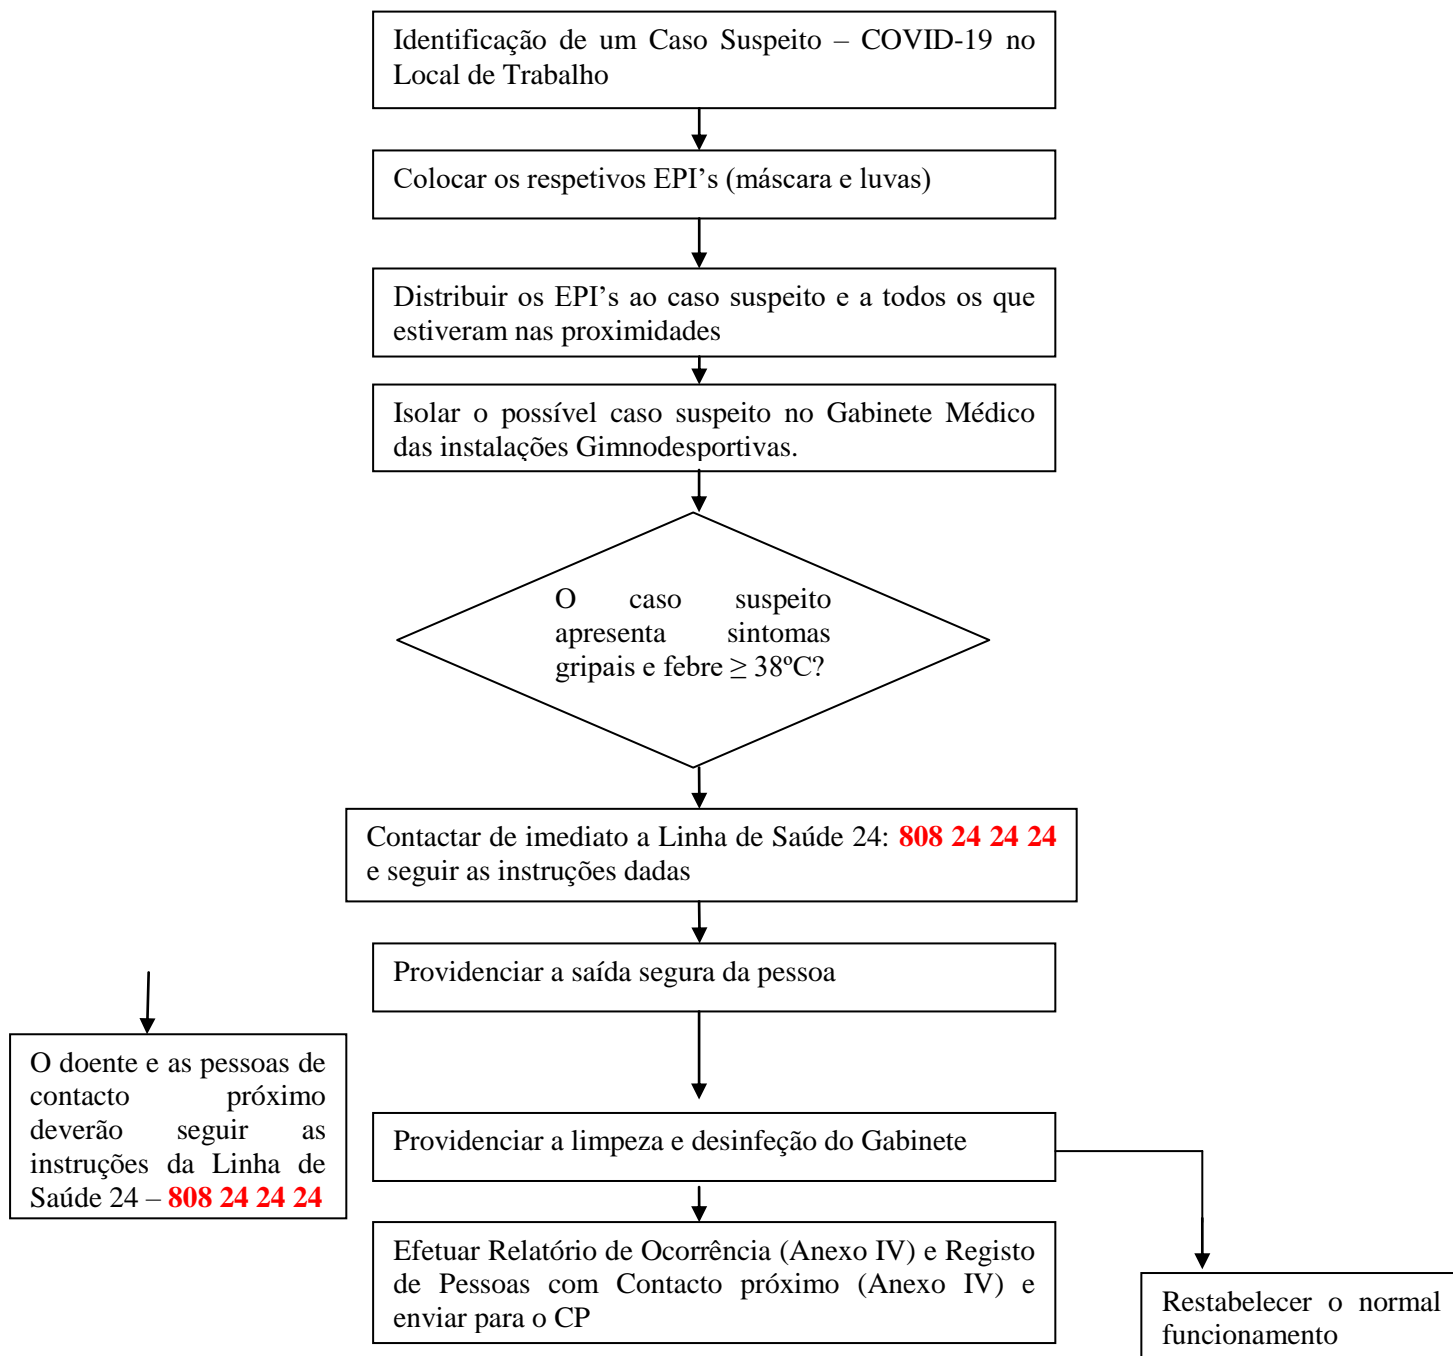 Identificação de um Caso Suspeito – COVID-19 no
Local de Trabalho
Colocar os respetivos EPI’s (máscara e luvas)
Distribuir os EPI’s ao caso suspeito e a todos os que
estiveram nas proximidades
Isolar o possível caso suspeito no Gabinete Médico
das instalações Gimnodesportivas.
O caso suspeito
apresenta sintomas
gripais e febre ≥ 38ºC?
Contactar de imediato a Linha de Saúde 24: 808 24 24 24
e seguir as instruções dadas
Providenciar a saída segura da pessoa
O doente e as pessoas de
contacto próximo
deverão seguir as
instruções da Linha de
Saúde 24 – 808 24 24 24
Providenciar a limpeza e desinfeção do Gabinete
Efetuar Relatório de Ocorrência (Anexo IV) e Registo
de Pessoas com Contacto próximo (Anexo IV) e
enviar para o CP
Restabelecer o normal
funcionamento